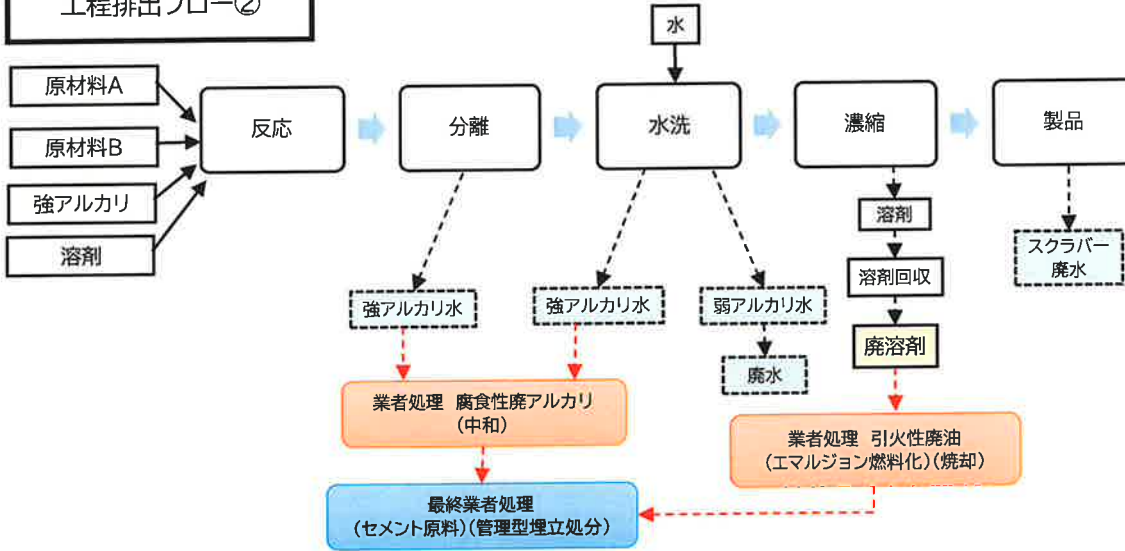 工程排出フロー②
水
原材料A
原材料B
強アルカリ
溶剤
反応
分離
水洗
濃縮
製品
溶剤
溶剤回収
廃溶剤
スクラバー
廃水
強アルカリ水
強アルカリ水
弱アルカリ水
廃水
業者処理 腐食性廃アルカリ
(中和)
業者処理 引火性廃油
(エマルジョン燃料化)(焼却)
最終業者処理
(セメント原料)(管理型埋立処分)